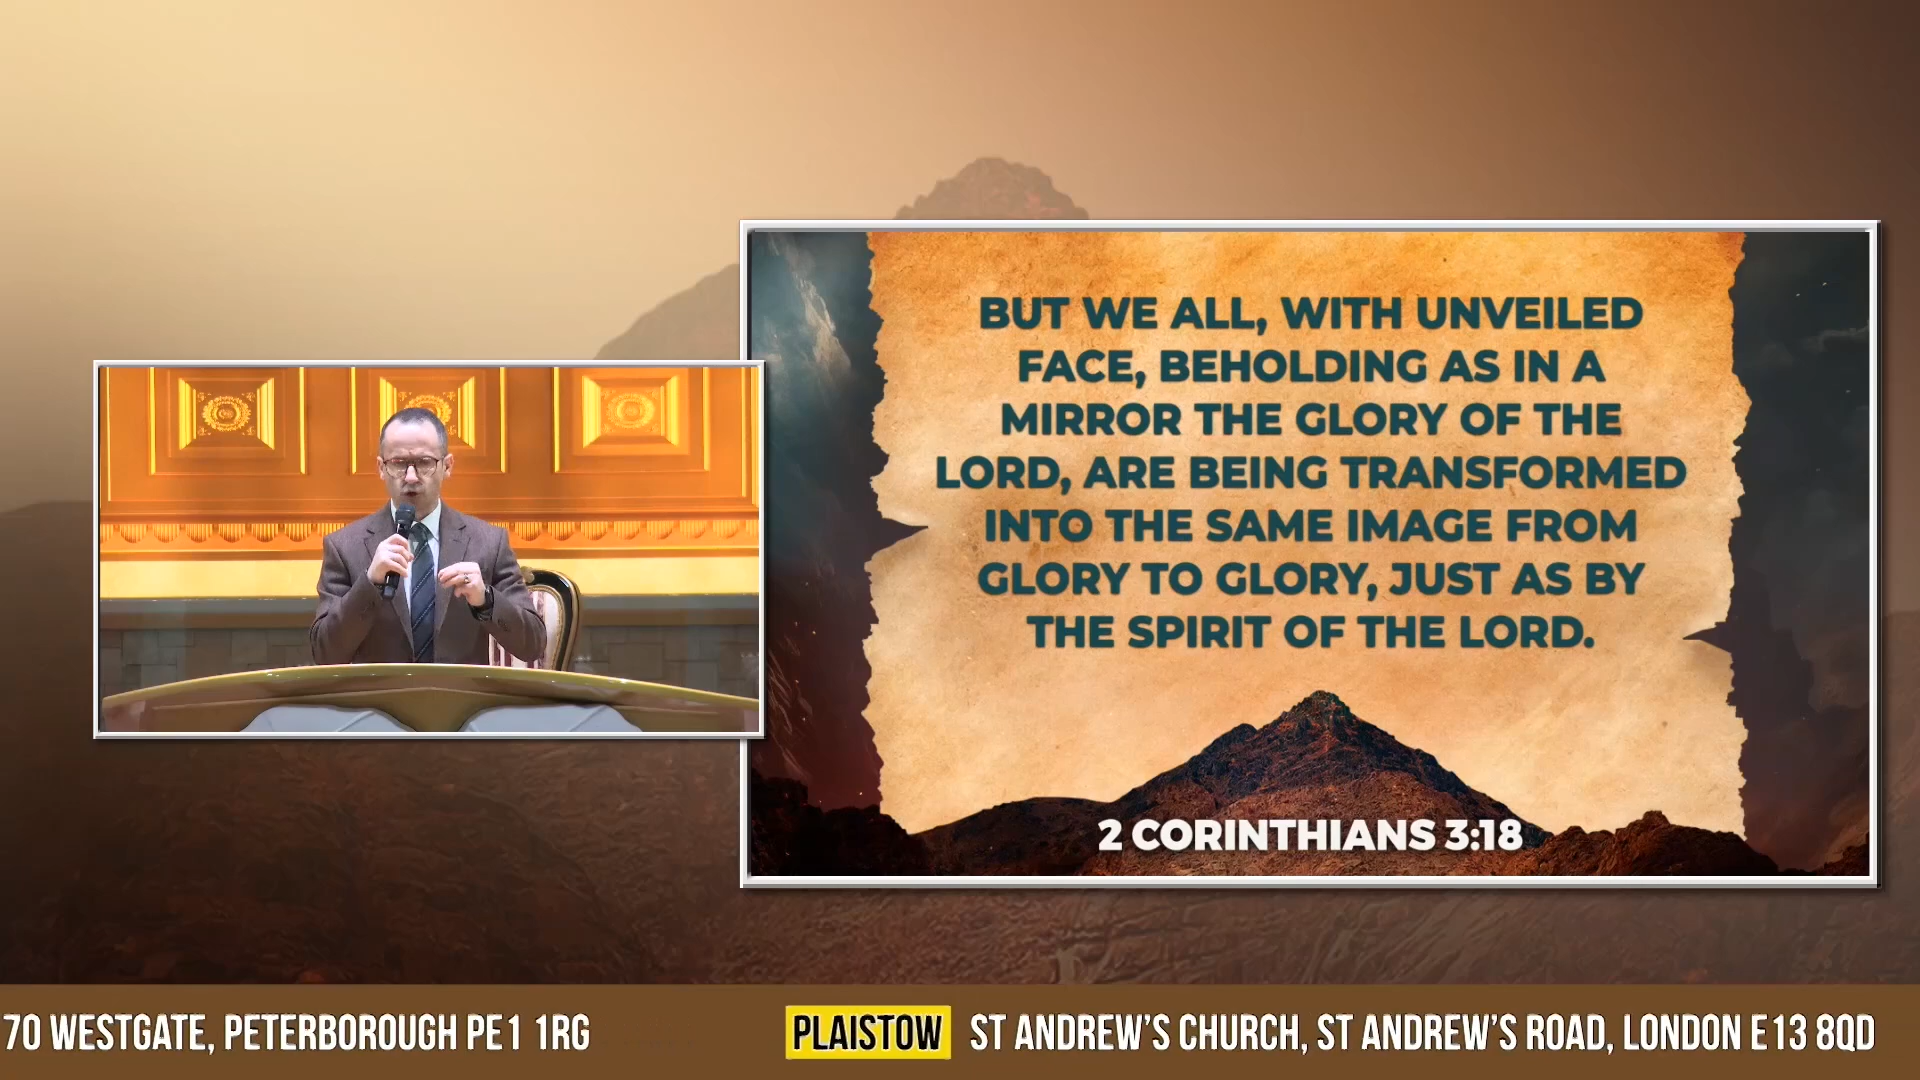 BUT WE ALL, WITH UNVEILED
FACE, BEHOLDING AS IN A
MIRROR THE GLORY OF THE
LORD, ARE BEING TRANSFORMED
INTO THE SAME IMAGE FROM
GLORY TO GLORY, JUST AS BY
THE SPIRIT OF THE LORD.
2 CORINTHIANS 3:18
70 WESTGATE, PETERBOROUGH PE1 1RG
PLAISTOW ST ANDREW'S CHURCH, ST ANDREW'S ROAD, LONDON E13 8QD